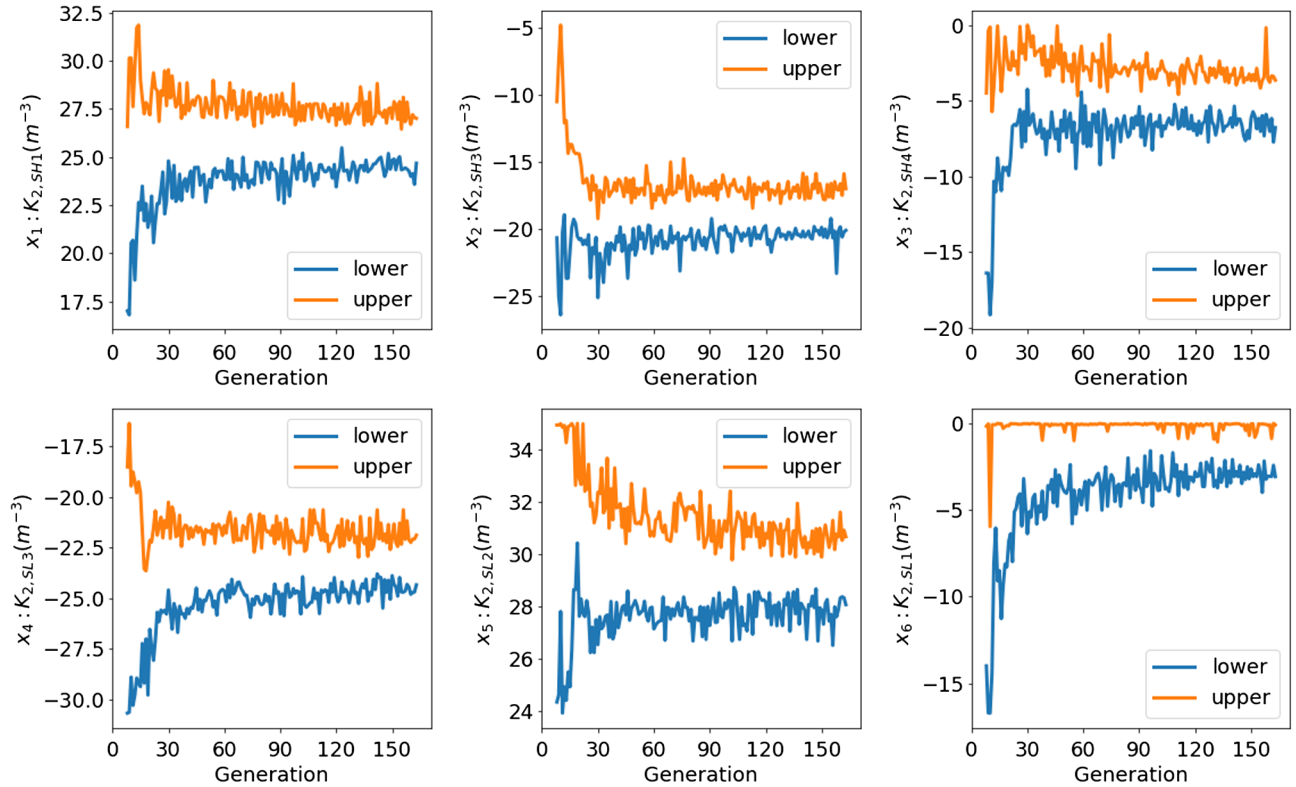 32.5
30.0
27.5
25.0
22.5
20.0
17.5
x1 : K2,SH1(m−3)
lower
upper
0 30 60 90 120 150
Generation
−5
−10
−15
−20
−25
x2 : K2,SH3(m−3)
lower
upper
0 30 60 90 120 150
Generation
0
−5
−10
−15
−20
x3 : K2,SH4(m−3)
lower
upper
0 30 60 90 120 150
Generation
−17.5
−20.0
−22.5
−25.0
−27.5
−30.0
x4 : K2,SL3(m−3)
lower
upper
0 30 60 90 120 150
Generation
34
32
30
28
26
24
x5 : K2,SL2(m−3)
lower
upper
0 30 60 90 120 150
Generation
0
−5
−10
−15
x6 : K2,SL1(m−3)
lower
upper
0 30 60 90 120 150
Generation